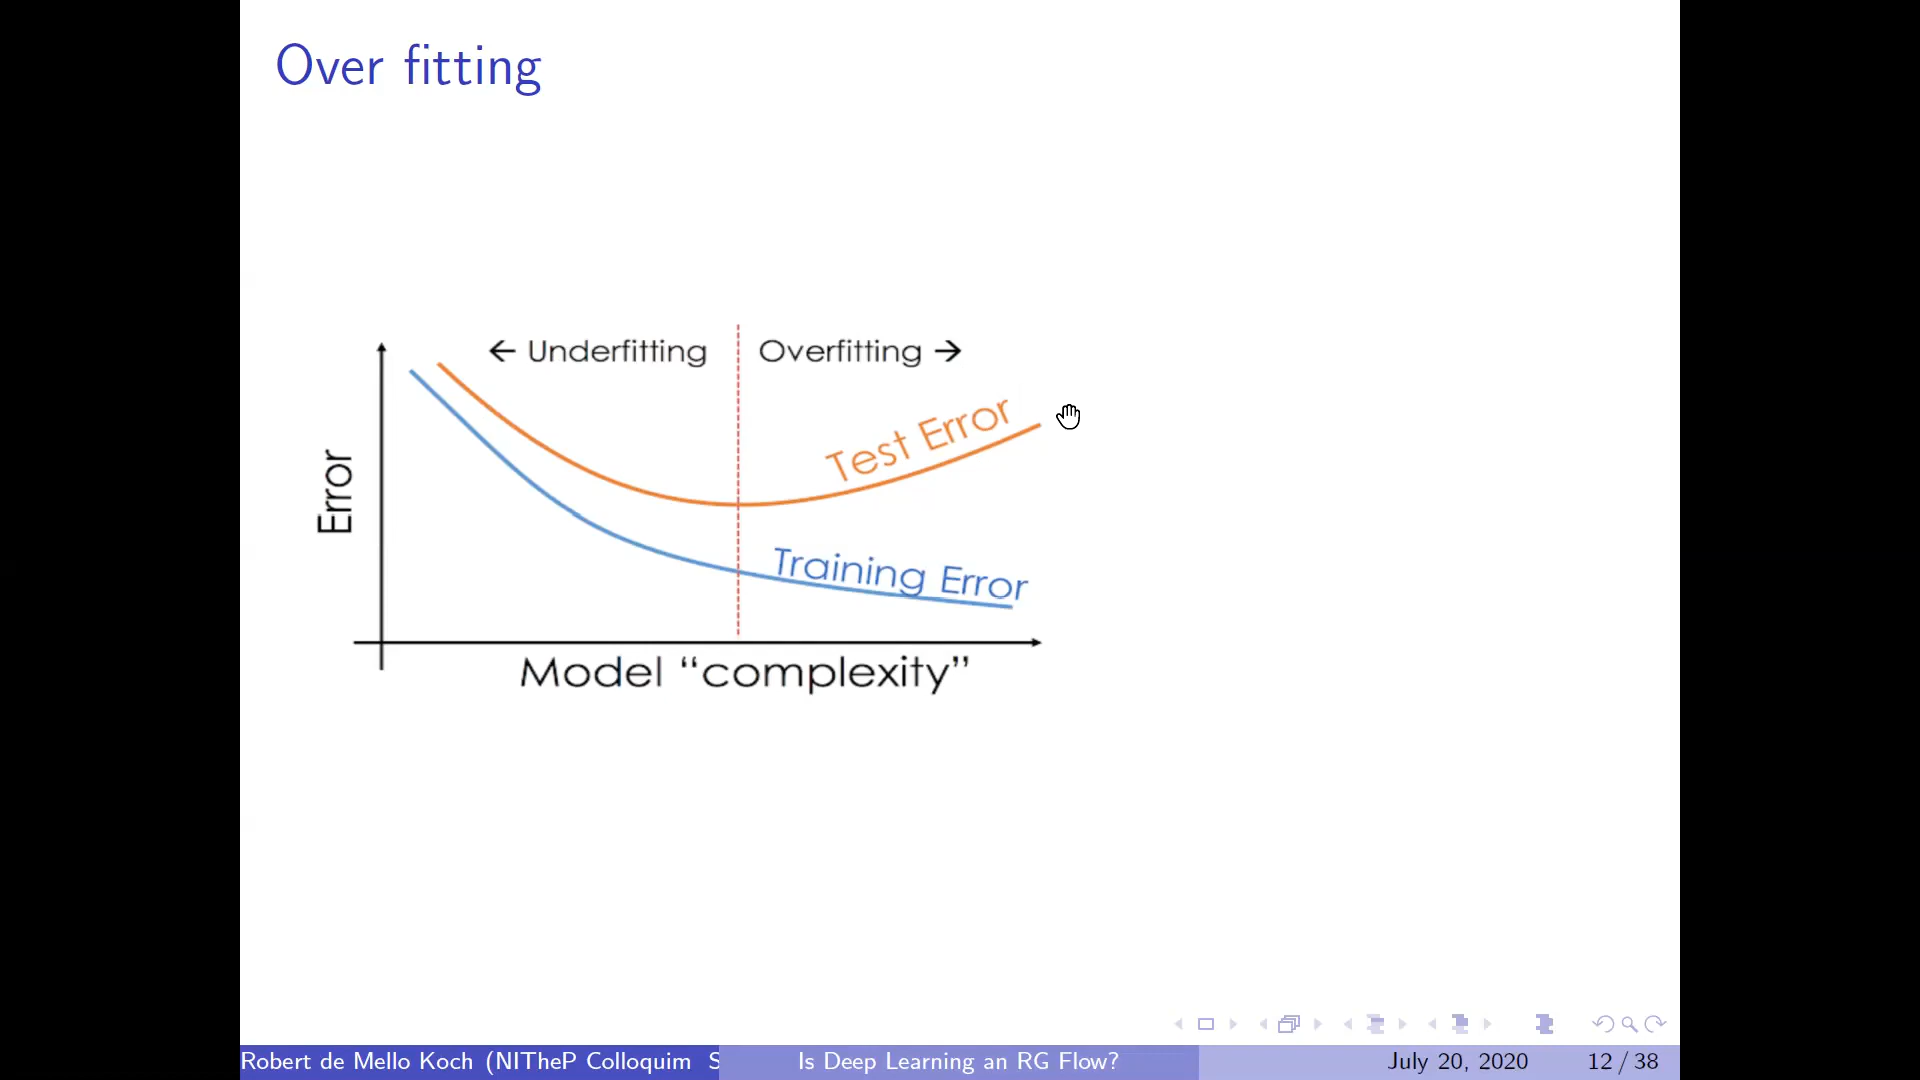 Over fitting
← Underfitting
Overfitting →
Test Error
Error
Training Error
Model “complexity”
Robert de Mello Koch (NITheP Colloquim S
Is Deep Learning an RG Flow?
July 20, 2020
12 / 38